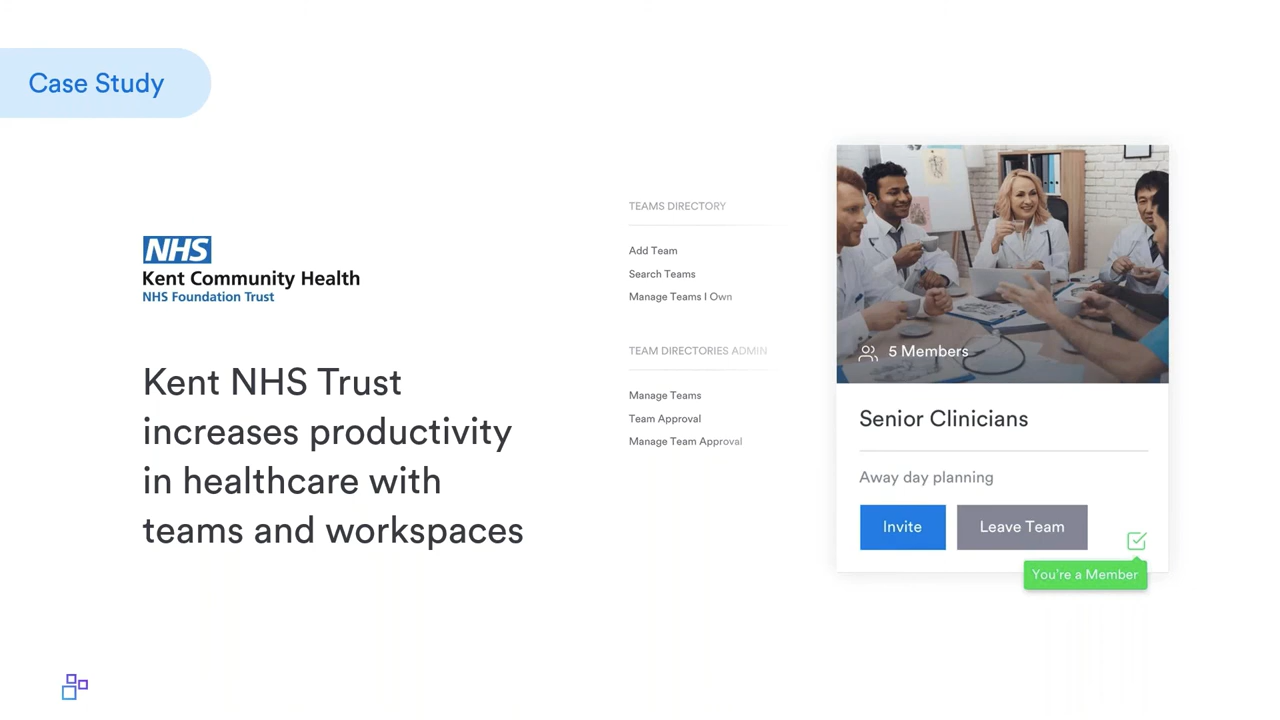 Case Study
NHS
Kent Community Health
NHS Foundation Trust
Kent NHS Trust
increases productivity
in healthcare with
teams and workspaces
TEAMS DIRECTORY
Add Team
Search Teams
Manage Teams I Own
TEAM DIRECTORIES ADMIN
Manage Teams
Team Approval
Manage Team Approval
5 Members
Senior Clinicians
Away day planning
Invite
Leave Team
You're a Member